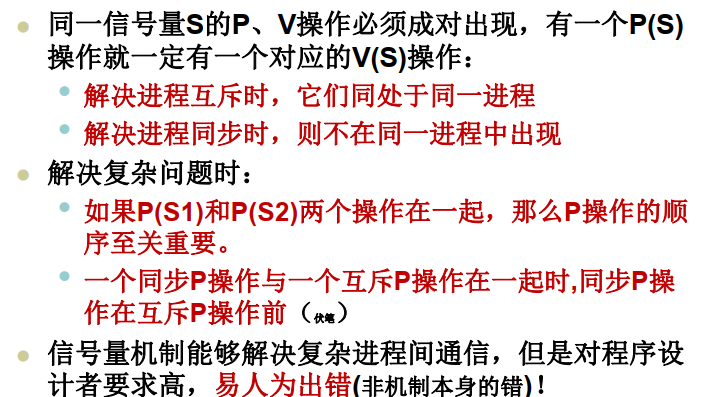 同一信号量S的P、V操作必须成对出现，有一个P(S)
操作就一定有一个对应的V(S)操作：
解决进程互斥时，它们同处于同一进程
解决进程同步时，则不在同一进程中出现
解决复杂问题时：
如果P(S1)和P(S2)两个操作在一起，那么P操作的顺
序至关重要。
一个同步P操作与一个互斥P操作在一起时,同步P操
作在互斥P操作前（伏笔）
信号量机制能够解决复杂进程间通信，但是对程序设
计者要求高，易人为出错(非机制本身的错)！